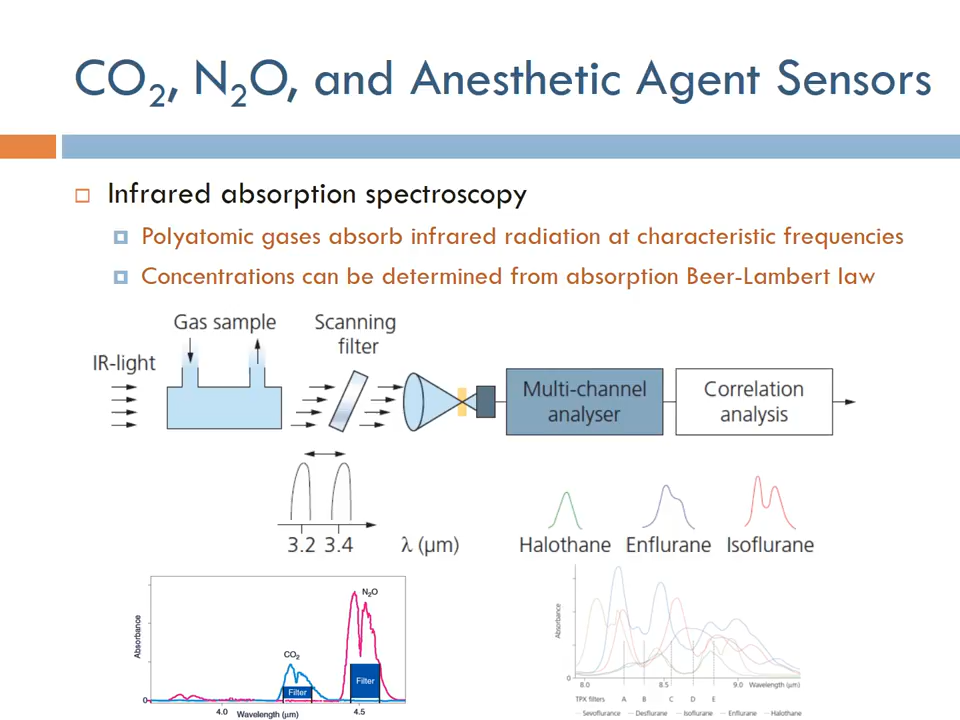 CO₂, N₂O, and Anesthetic Agent Sensors
Infrared absorption spectroscopy
Polyatomic gases absorb infrared radiation at characteristic frequencies
Concentrations can be determined from absorption Beer-Lambert law
Gas sample
Scanning
filter
IR-light
Multi-channel
analyser
Correlation
analysis
3.2 3.4 λ (μm)
Halothane Enflurane Isoflurane
N₂O
CO₂
Filter
Filter
Absorbance
0
4.0 4.5
Wavelength (μm)
Absorbance
0
8.0 8.5 9.0 Wavelength (μm)
TPX filters A B C D E
Sevoflurance Desflurane Isoflurane Enflurane Halothane